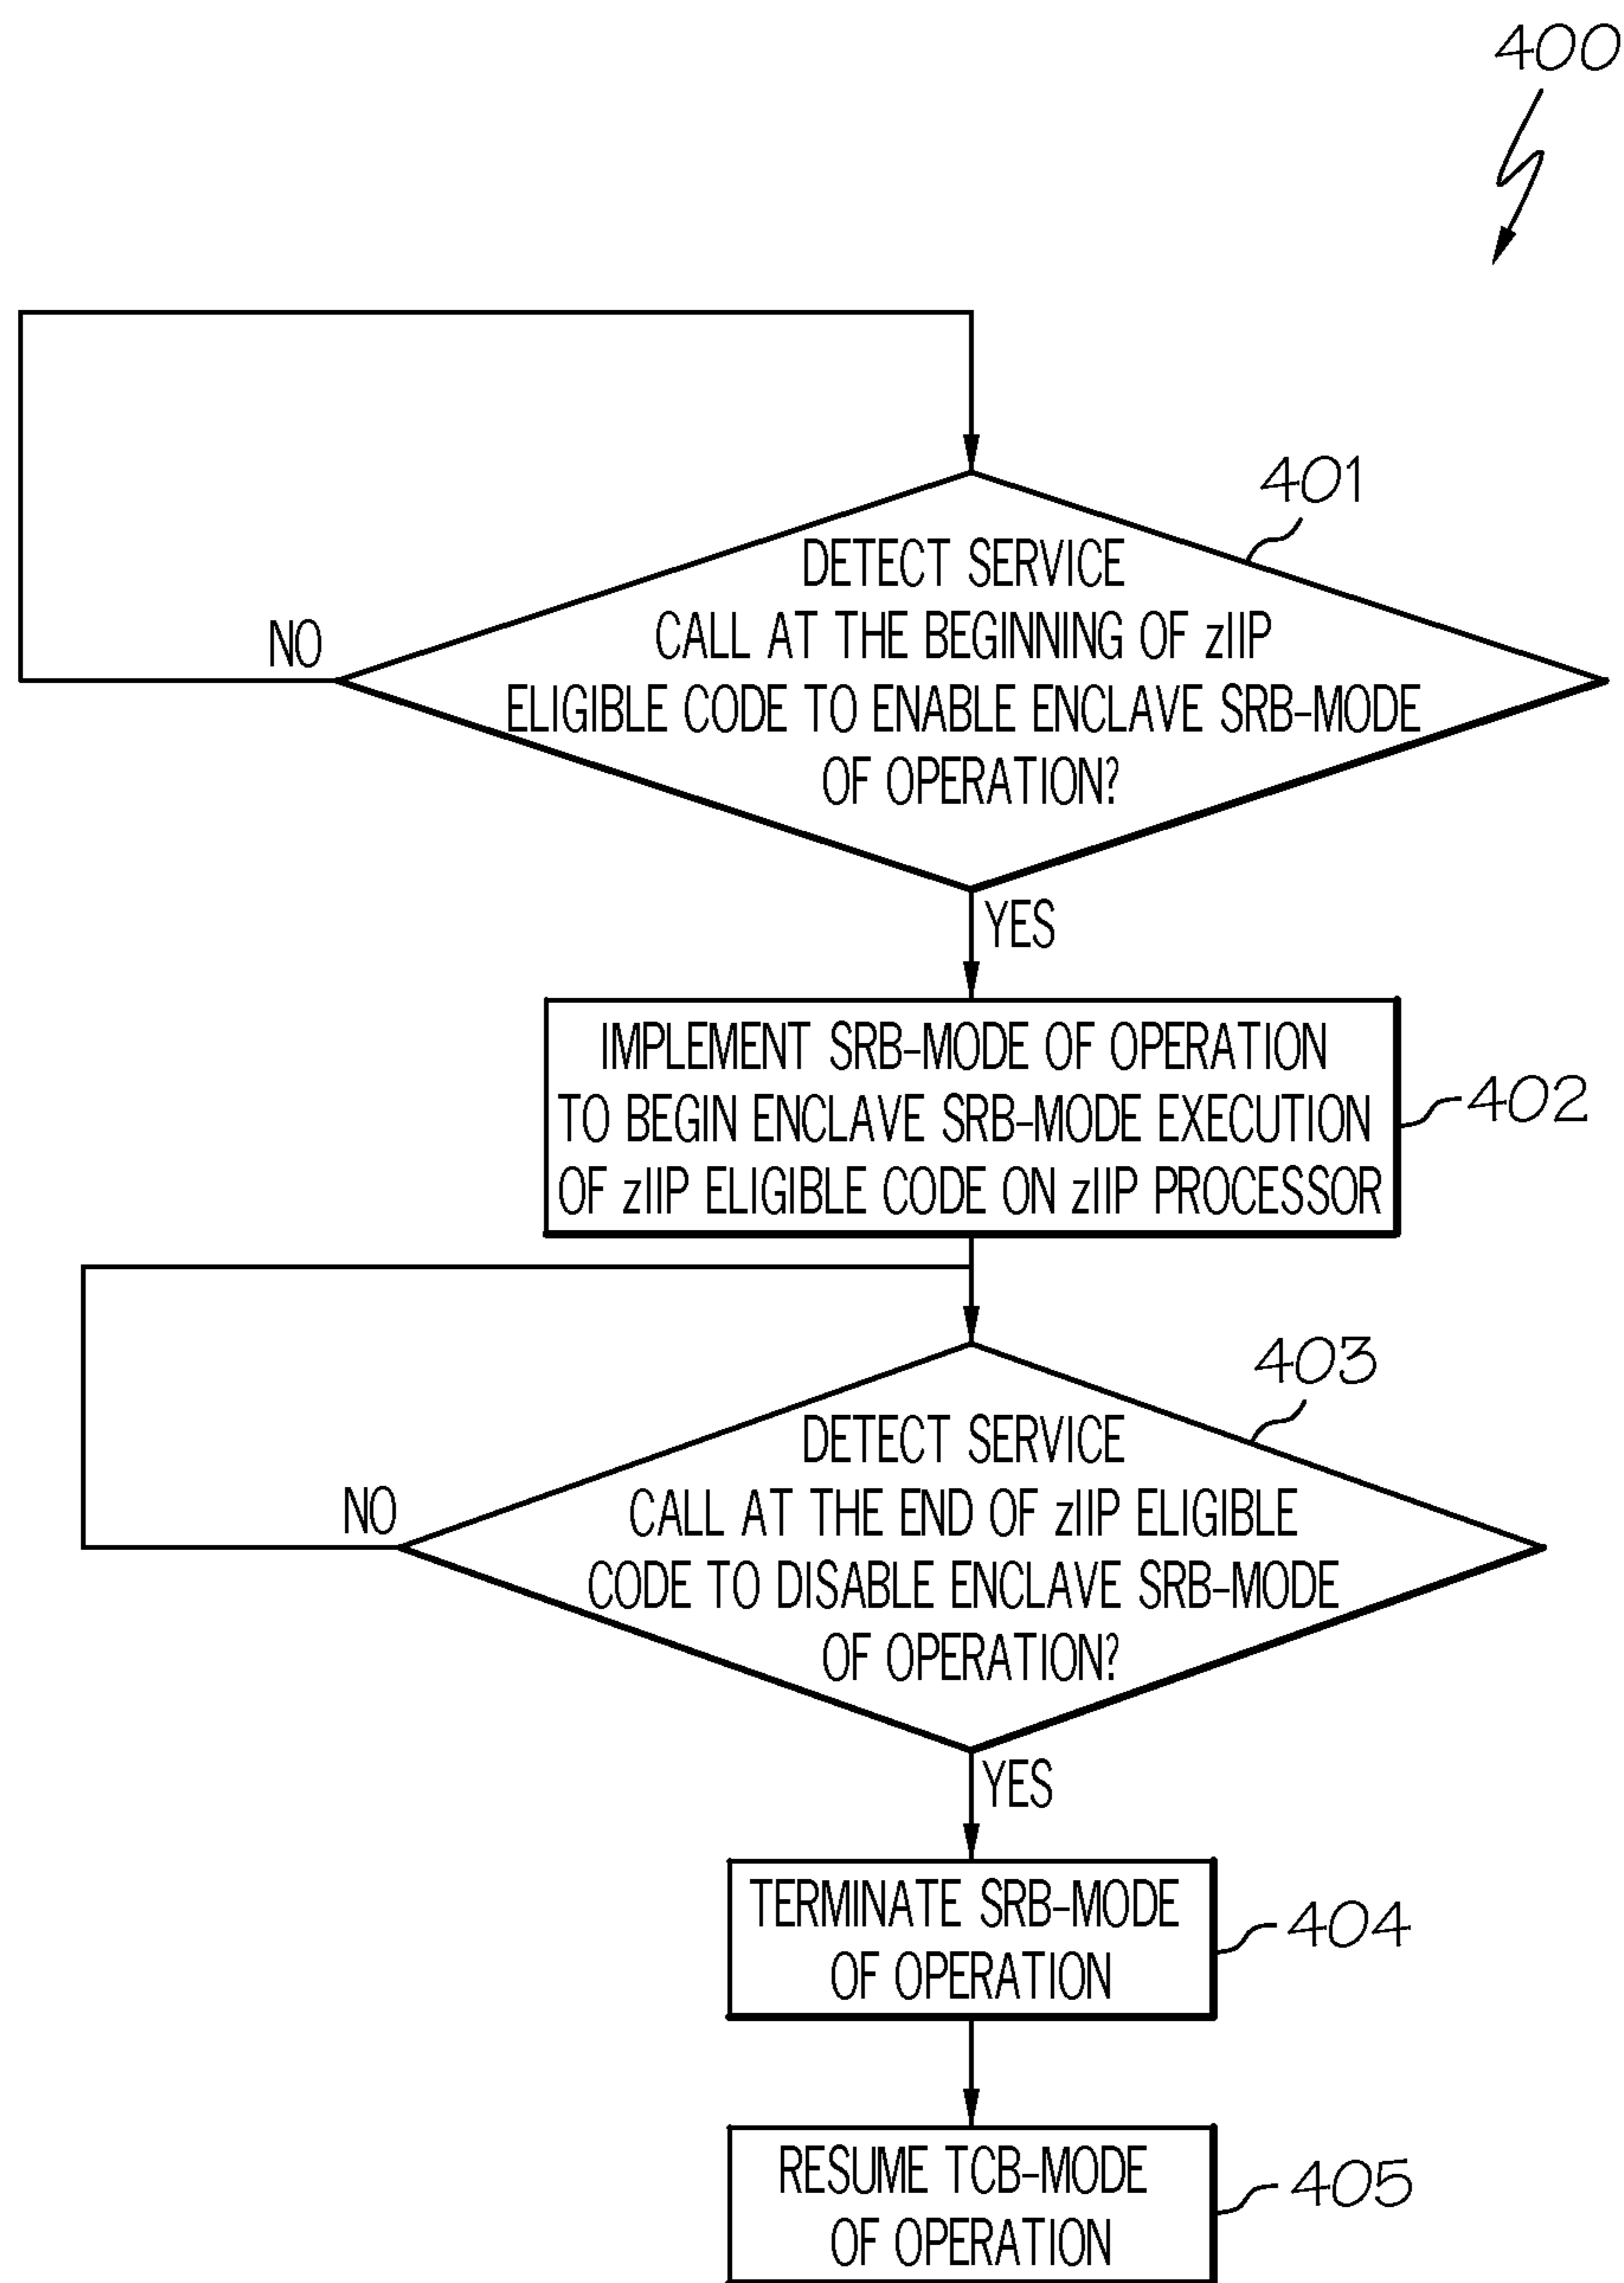 400
401
DETECT SERVICE
CALL AT THE BEGINNING OF zIIP
ELIGIBLE CODE TO ENABLE ENCLAVE SRB-MODE
OF OPERATION?
NO
YES
IMPLEMENT SRB-MODE OF OPERATION
TO BEGIN ENCLAVE SRB-MODE EXECUTION
OF zIIP ELIGIBLE CODE ON zIIP PROCESSOR
402
403
DETECT SERVICE
CALL AT THE END OF zIIP ELIGIBLE
CODE TO DISABLE ENCLAVE SRB-MODE
OF OPERATION?
NO
YES
TERMINATE SRB-MODE
OF OPERATION
404
RESUME TCB-MODE
OF OPERATION
405